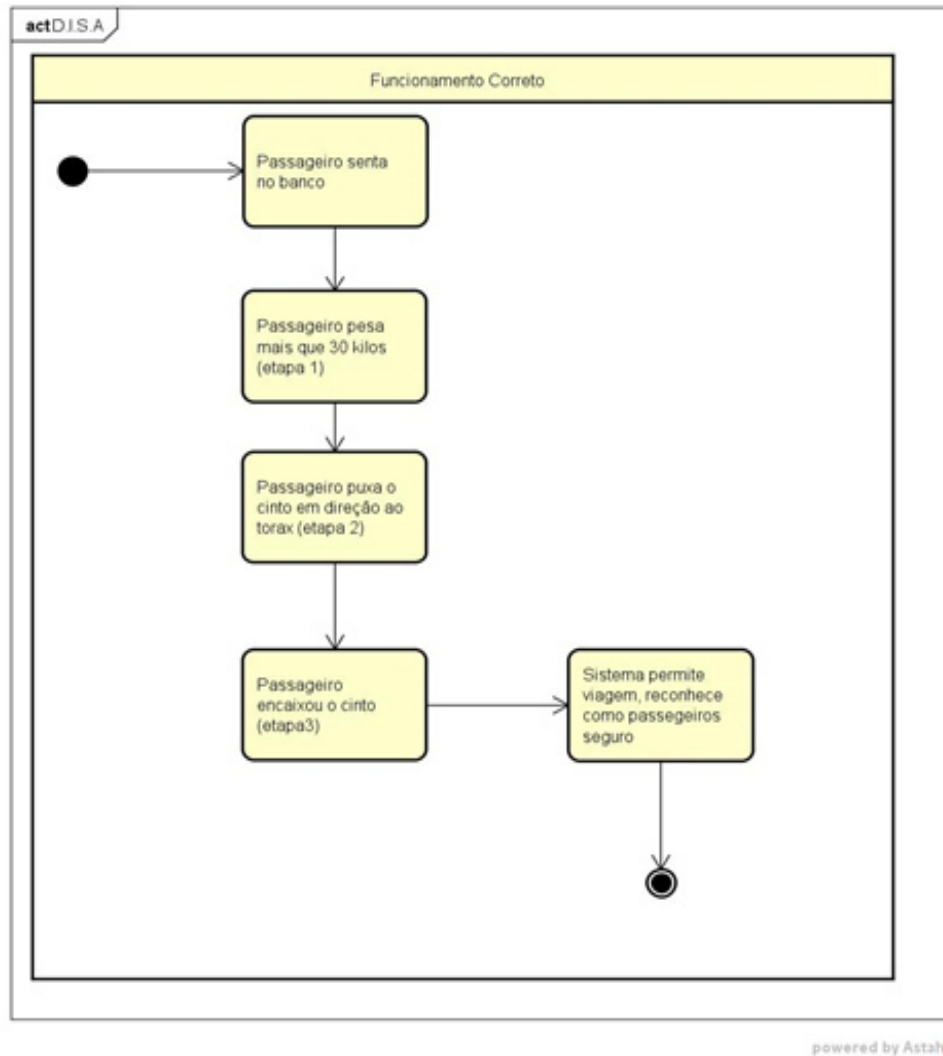 act D.I.S.A
Funcionamento Correto
Passageiro senta
no banco
Passageiro pesa
mais que 30 kilos
(etapa 1)
Passageiro puxa o
cinto em direção ao
torax (etapa 2)
Passageiro
encaixou o cinto
(etapa3)
Sistema permite
viagem, reconhece
como passegeiros
seguro
powered by Astah